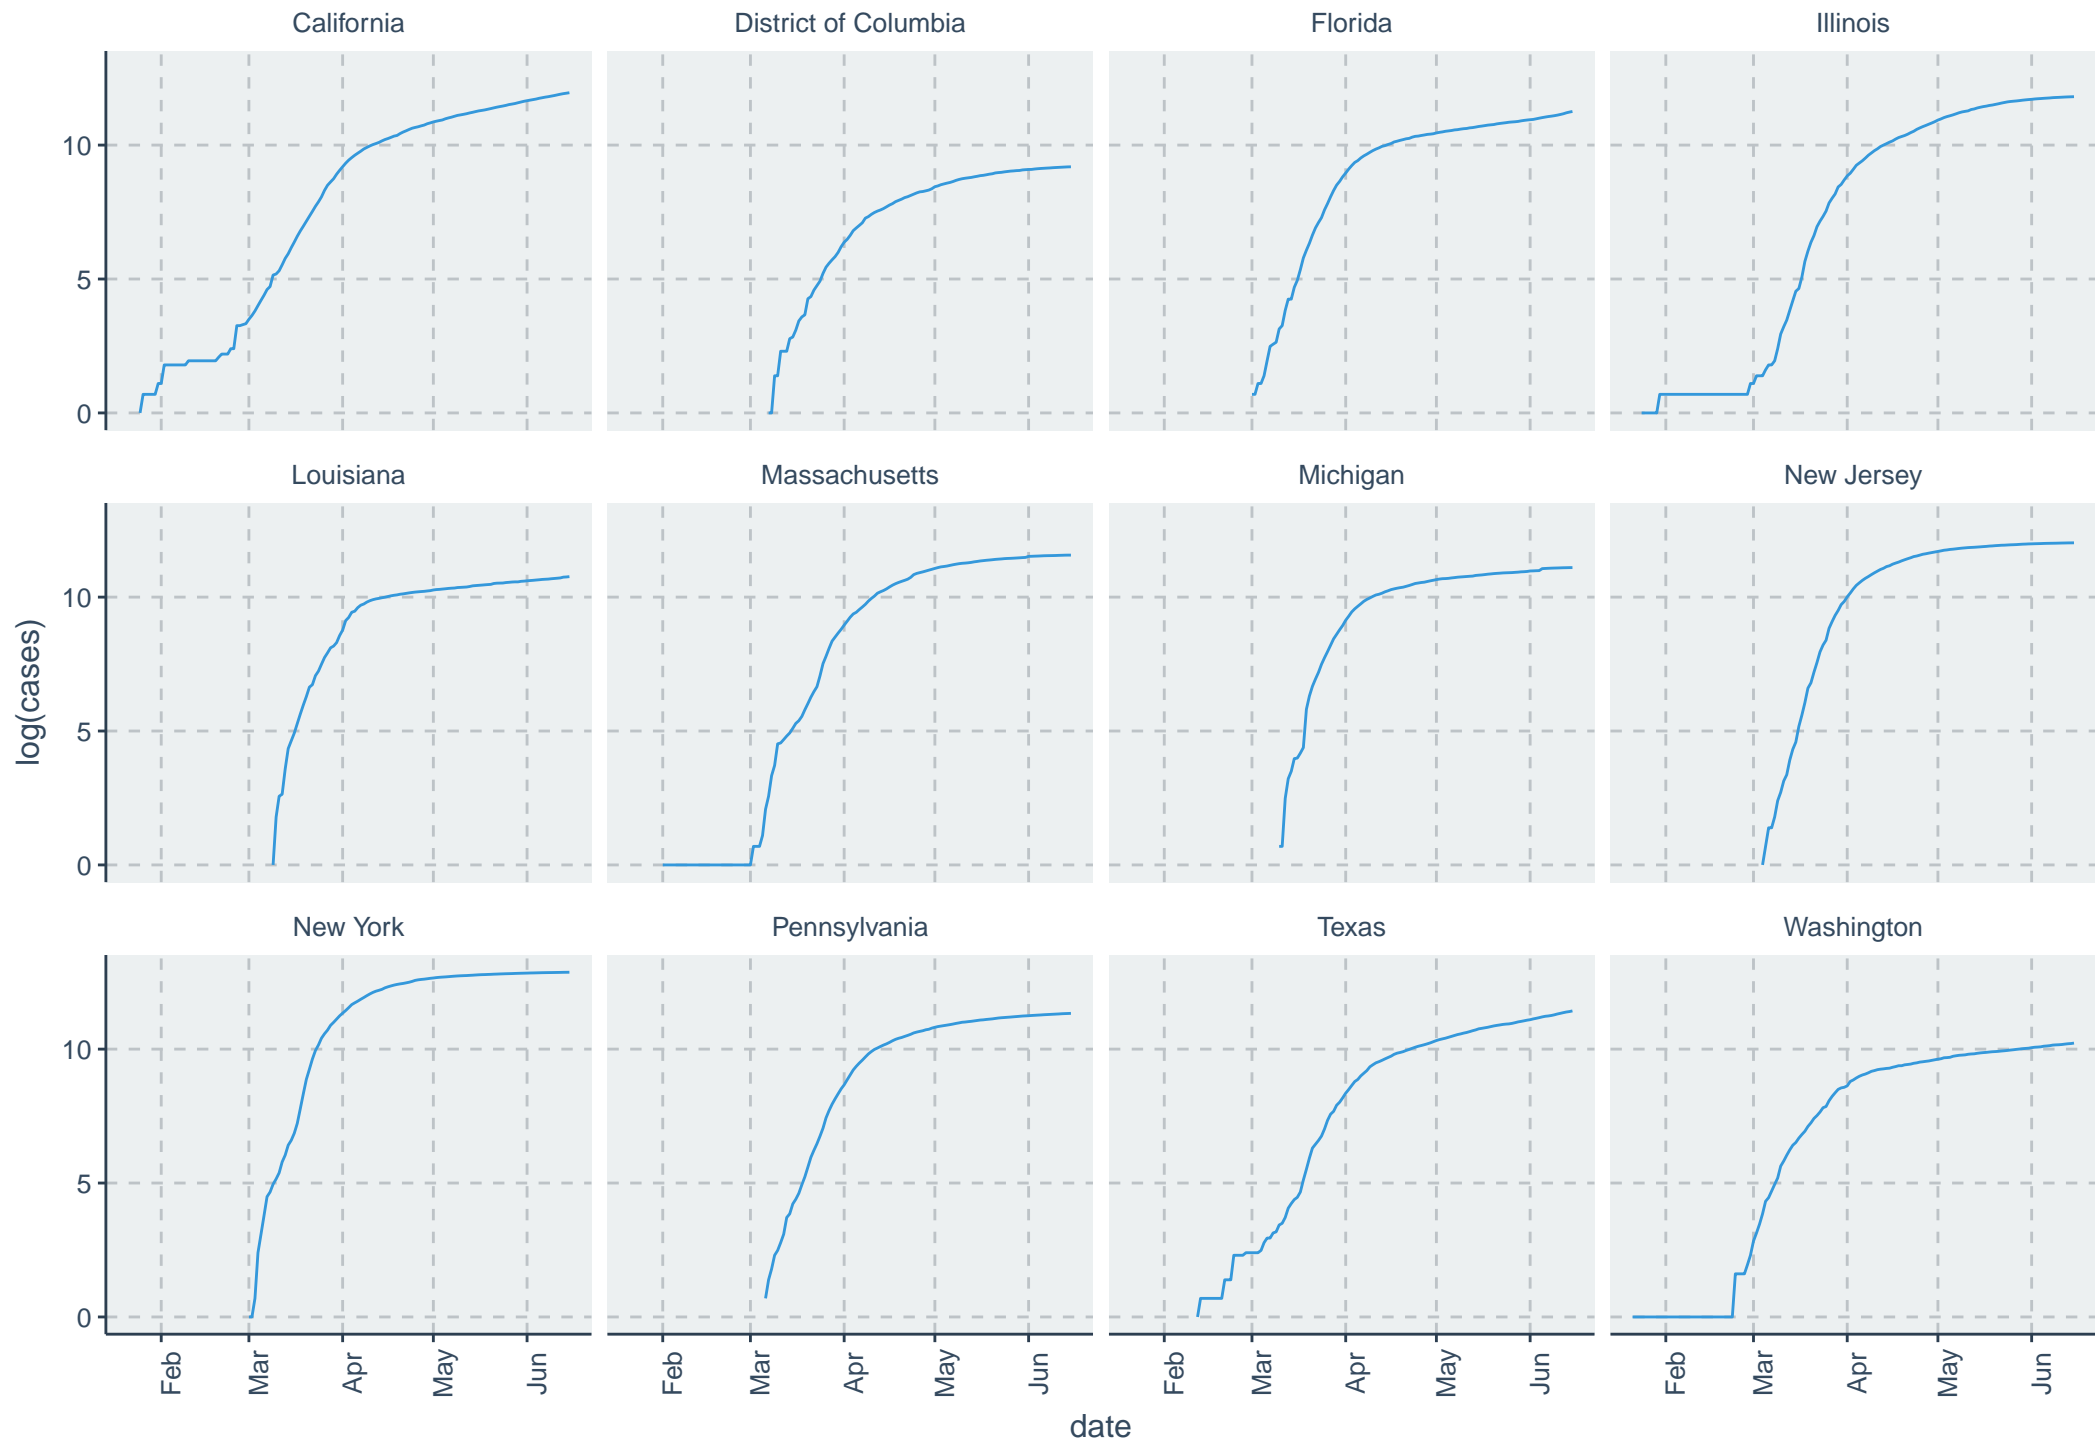 California District of Columbia Florida Illinois
10
5
0
Louisiana Massachusetts Michigan New Jersey
10
5
0
log(cases)
New York Pennsylvania Texas Washington
10
5
0
Feb Mar Apr May Jun Feb Mar Apr May Jun Feb Mar Apr May Jun Feb Mar Apr May Jun
date